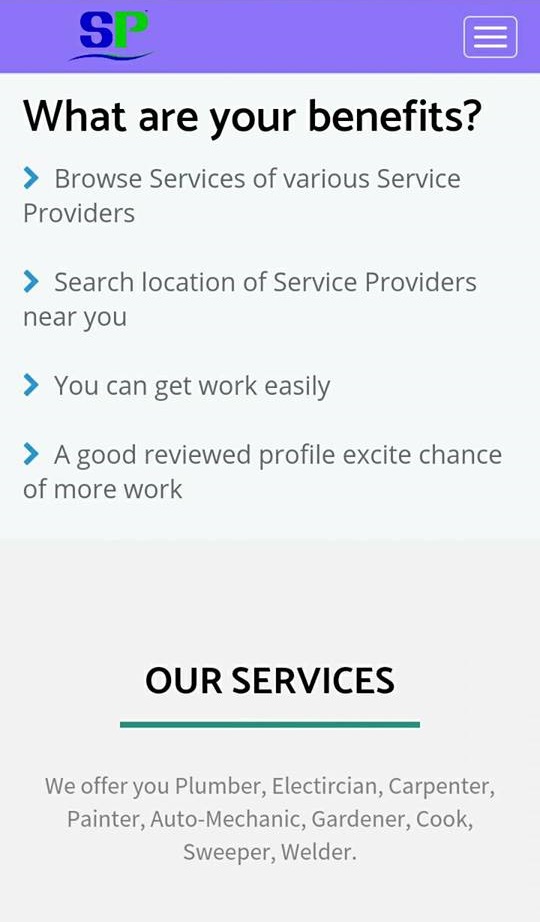 SP
What are your benefits?
Browse Services of various Service
Providers
Search location of Service Providers
near you
You can get work easily
A good reviewed profile excite chance
of more work
OUR SERVICES
We offer you Plumber, Electircian, Carpenter,
Painter, Auto-Mechanic, Gardener, Cook,
Sweeper, Welder.